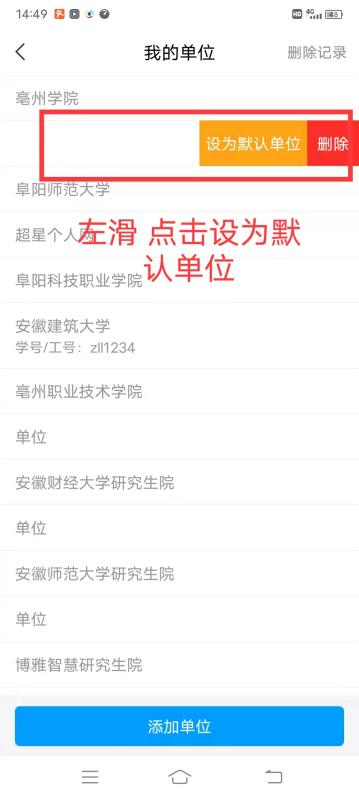 14:49
我的单位
删除记录
亳州学院
设为默认单位 删除
阜阳师范大学
超星个人网
左滑 点击设为默
认单位
阜阳科技职业学院
安徽建筑大学
学号/工号：zll1234
亳州职业技术学院
单位
安徽财经大学研究生院
单位
安徽师范大学研究生院
单位
博雅智慧研究生院
添加单位